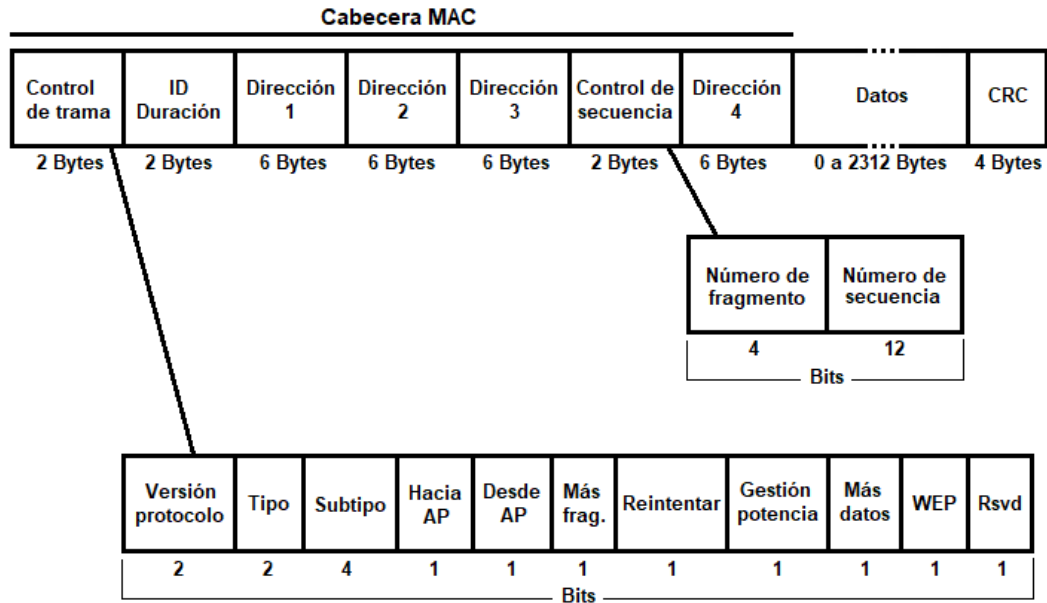 Cabecera MAC
Control de trama
ID Duración
Dirección 1
Dirección 2
Dirección 3
Control de secuencia
Dirección 4
Datos
CRC
2 Bytes
2 Bytes
6 Bytes
6 Bytes
6 Bytes
2 Bytes
6 Bytes
0 a 2312 Bytes
4 Bytes
Número de fragmento
Número de secuencia
4
12
Bits
Versión protocolo
Tipo
Subtipo
Hacia AP
Desde AP
Más frag.
Reintentar
Gestión potencia
Más datos
WEP
Rsvd
2
2
4
1
1
1
1
1
1
1
1
Bits